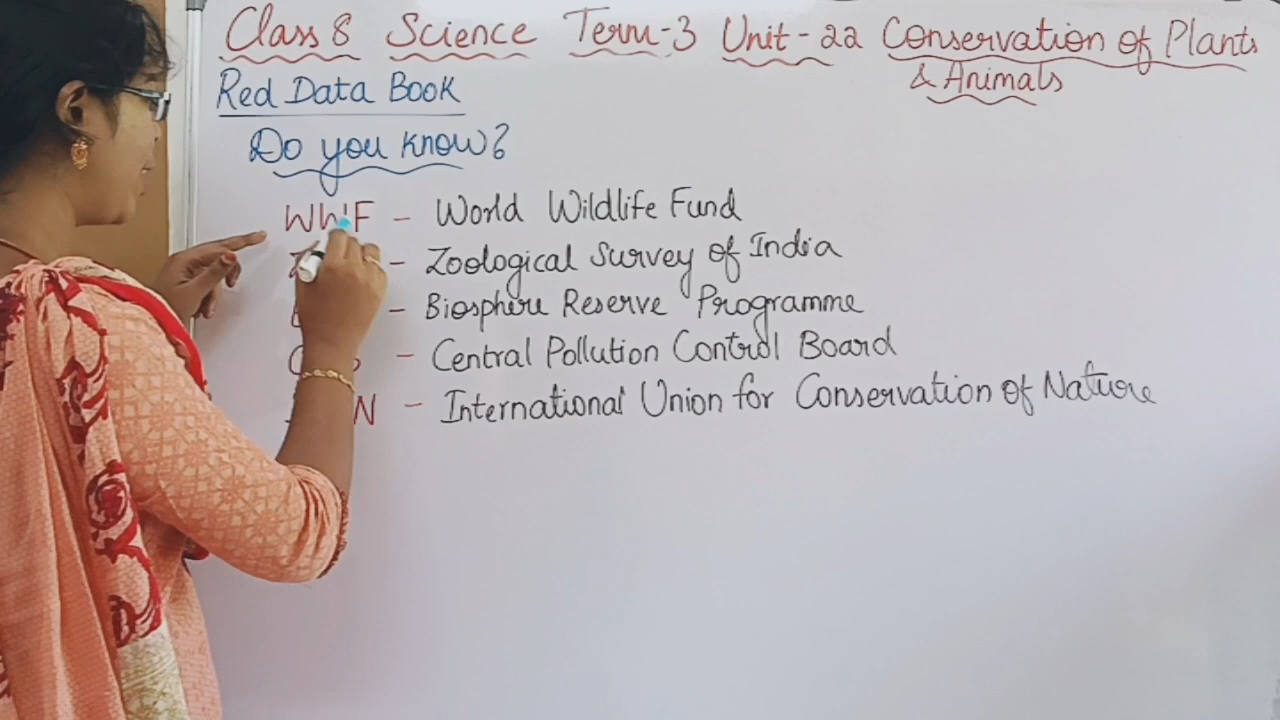 Class 8 Science Term-3 Unit-22 Conservation of Plants
& Animals
Red Data Book
Do you know?
WWF - World Wildlife Fund
- Zoological Survey of India
- Biosphere Reserve Programme
- Central Pollution Control Board
N - International Union for Conservation of Nature